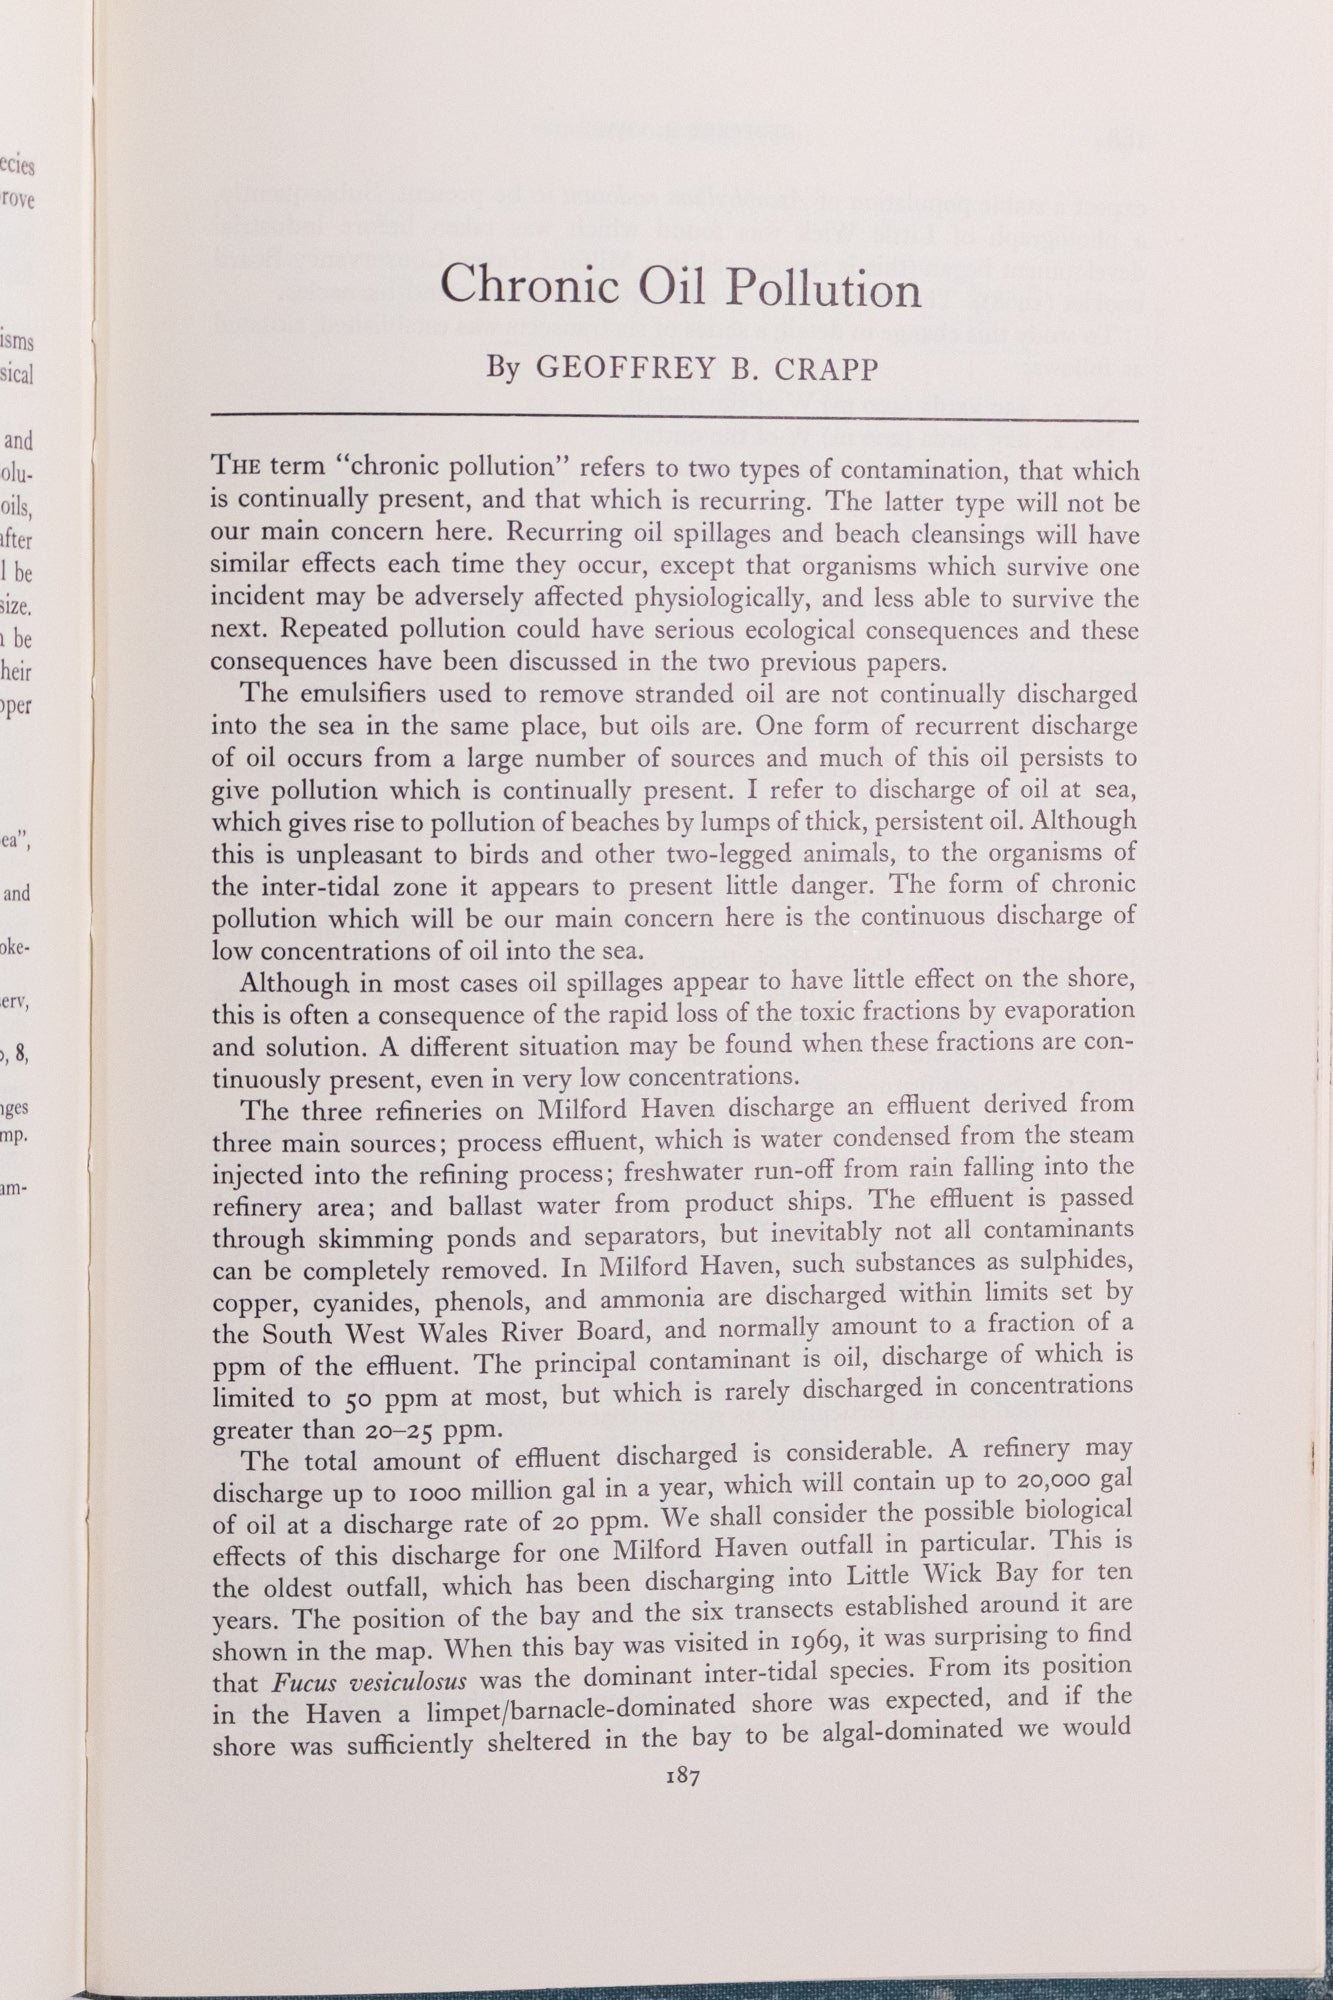 ecies
rove
isms
sical
and
olu-
oils,
after
l be
size.
be
heir
pper
ea",
and
oke-
erv,
8,
nges
mp.
am-
Chronic Oil Pollution
By GEOFFREY B. CRAPP
THE term “chronic pollution” refers to two types of contamination, that which
is continually present, and that which is recurring. The latter type will not be
our main concern here. Recurring oil spillages and beach cleansings will have
similar effects each time they occur, except that organisms which survive one
incident may be adversely affected physiologically, and less able to survive the
next. Repeated pollution could have serious ecological consequences and these
consequences have been discussed in the two previous papers.
The emulsifiers used to remove stranded oil are not continually discharged
into the sea in the same place, but oils are. One form of recurrent discharge
of oil occurs from a large number of sources and much of this oil persists to
give pollution which is continually present. I refer to discharge of oil at sea,
which gives rise to pollution of beaches by lumps of thick, persistent oil. Although
this is unpleasant to birds and other two-legged animals, to the organisms of
the inter-tidal zone it appears to present little danger. The form of chronic
pollution which will be our main concern here is the continuous discharge of
low concentrations of oil into the sea.
Although in most cases oil spillages appear to have little effect on the shore,
this is often a consequence of the rapid loss of the toxic fractions by evaporation
and solution. A different situation may be found when these fractions are con-
tinuously present, even in very low concentrations.
The three refineries on Milford Haven discharge an effluent derived from
three main sources; process effluent, which is water condensed from the steam
injected into the refining process; freshwater run-off from rain falling into the
refinery area; and ballast water from product ships. The effluent is passed
through skimming ponds and separators, but inevitably not all contaminants
can be completely removed. In Milford Haven, such substances as sulphides,
copper, cyanides, phenols, and ammonia are discharged within limits set by
the South West Wales River Board, and normally amount to a fraction of a
ppm of the effluent. The principal contaminant is oil, discharge of which is
limited to 50 ppm at most, but which is rarely discharged in concentrations
greater than 20–25 ppm.
The total amount of effluent discharged is considerable. A refinery may
discharge up to 1000 million gal in a year, which will contain up to 20,000 gal
of oil at a discharge rate of 20 ppm. We shall consider the possible biological
effects of this discharge for one Milford Haven outfall in particular. This is
the oldest outfall, which has been discharging into Little Wick Bay for ten
years. The position of the bay and the six transects established around it are
shown in the map. When this bay was visited in 1969, it was surprising to find
that Fucus vesiculosus was the dominant inter-tidal species. From its position
in the Haven a limpet/barnacle-dominated shore was expected, and if the
shore was sufficiently sheltered in the bay to be algal-dominated we would
187